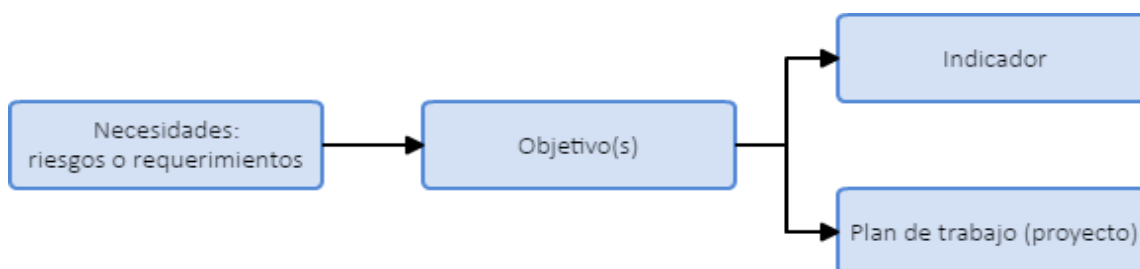 Necesidades:
riesgos o requerimientos
Objetivo(s)
Indicador
Plan de trabajo (proyecto)